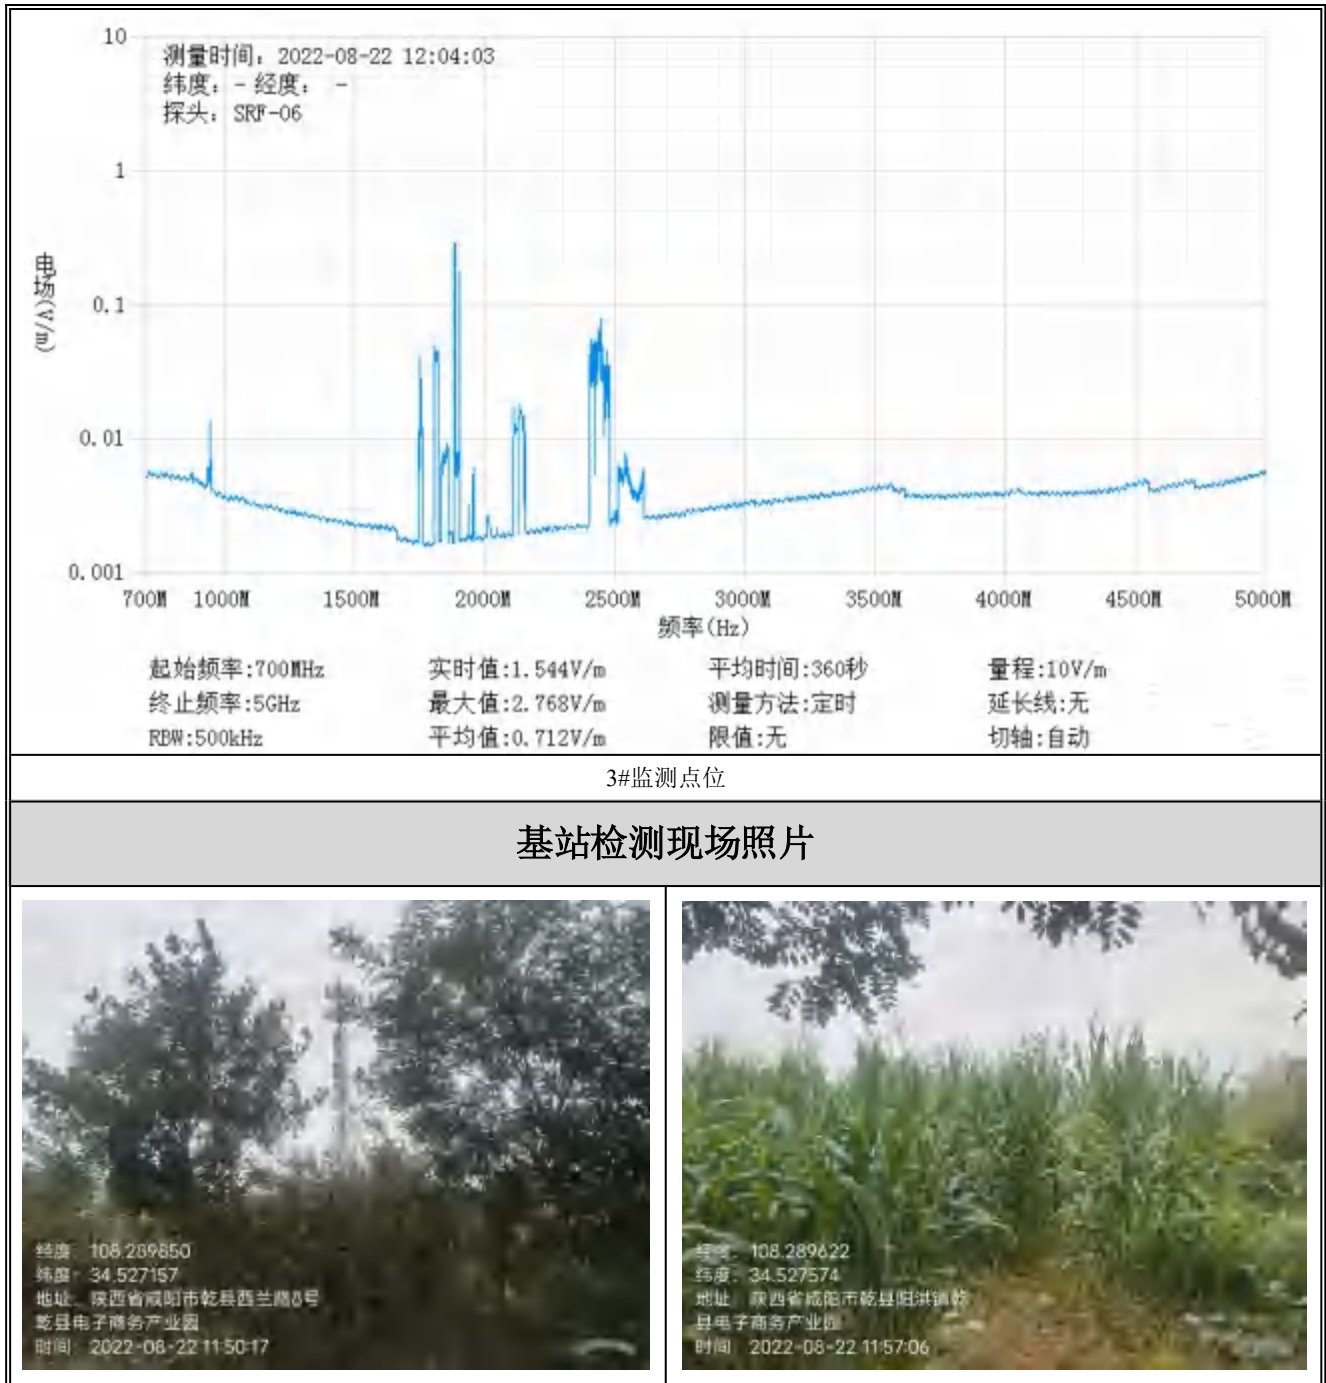 10
测量时间：2022-08-22 12:04:03
纬度：- 经度： -
探头：SRF-06
1
电场(V/m)
0.1
0.01
0.001
700M 1000M 1500M 2000M 2500M 3000M 3500M 4000M 4500M 5000M
频率(Hz)
起始频率:700MHz 实时值:1.544V/m 平均时间:360秒 量程:10V/m
终止频率:5GHz 最大值:2.768V/m 测量方法:定时 延长线:无
RBW:500kHz 平均值:0.712V/m 限值:无 切轴:自动
3#监测点位
基站检测现场照片
经度：108.289850
纬度：34.527157
地址：陕西省咸阳市乾县西兰路8号
乾县电子商务产业园
时间：2022-08-22 11:50:17
经度：108.289622
纬度：34.527574
地址：陕西省咸阳市乾县阳洪镇乾
县电子商务产业园
时间：2022-08-22 11:57:06